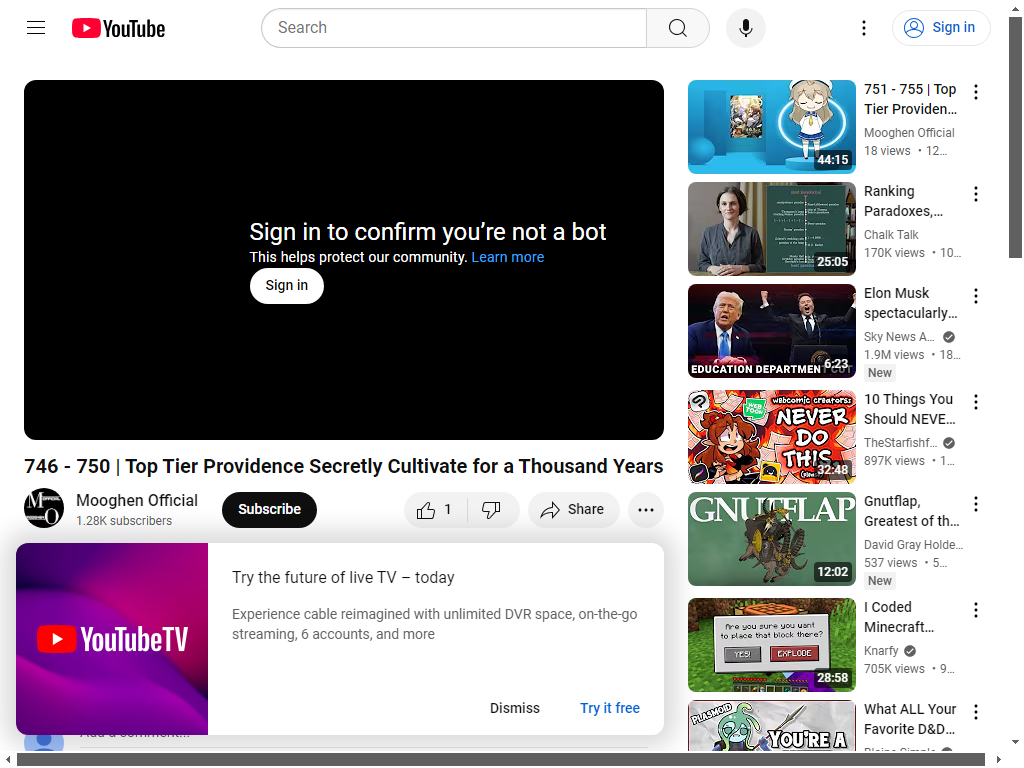 YouTube
Search
Sign in
Sign in to confirm you're not a bot
This helps protect our community. Learn more
Sign in
746 - 750 | Top Tier Providence Secretly Cultivate for a Thousand Years
Mooghen Official
1.28K subscribers
Subscribe
1
Share
YouTubeTV
Try the future of live TV – today
Experience cable reimagined with unlimited DVR space, on-the-go
streaming, 6 accounts, and more
Dismiss
Try it free
Add a comment...
44:15
751 - 755 | Top
Tier Providen...
Mooghen Official
18 views • 12...
25:05
Ranking
Paradoxes,...
Chalk Talk
170K views • 10...
EDUCATION DEPARTMENT CUT
6:23
Elon Musk
spectacularly...
Sky News A...
1.9M views • 18...
New
webcomic creators:
WEB
TOON
NEVER
DO
THIS
32:48
10 Things You
Should NEVE...
TheStarfishf...
897K views • 1...
GNUTFLAP
12:02
Gnutflap,
Greatest of th...
David Gray Holde...
537 views • 5...
New
Are you sure you want
to place that block there?
YES!
EXPLODE
28:58
I Coded
Minecraft...
Knarfy
705K views • 9...
PLASMOID
YOU'RE A
What ALL Your
Favorite D&D...
Blaine Simple